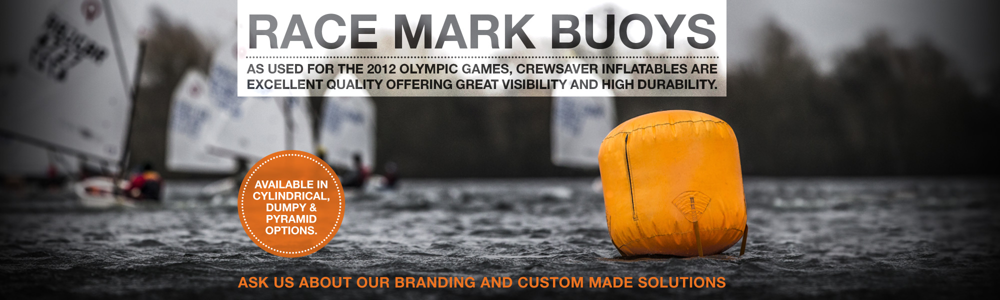 RACE MARK BUOYS
AS USED FOR THE 2012 OLYMPIC GAMES, CREWSAVER INFLATABLES ARE
EXCELLENT QUALITY OFFERING GREAT VISIBILITY AND HIGH DURABILITY.
AVAILABLE IN
CYLINDRICAL,
DUMPY &
PYRAMID
OPTIONS.
ASK US ABOUT OUR BRANDING AND CUSTOM MADE SOLUTIONS